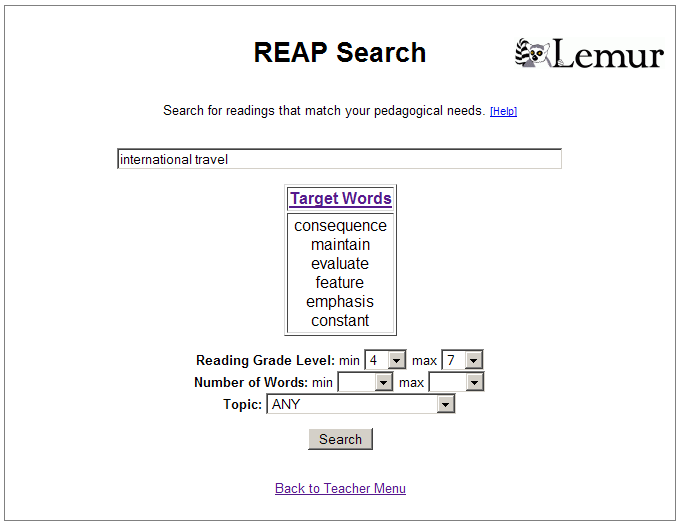 REAP Search
Lemur
Search for readings that match your pedagogical needs. [Help]
international travel
Target Words
consequence
maintain
evaluate
feature
emphasis
constant
Reading Grade Level: min 4 max 7
Number of Words: min max
Topic: ANY
Search
Back to Teacher Menu